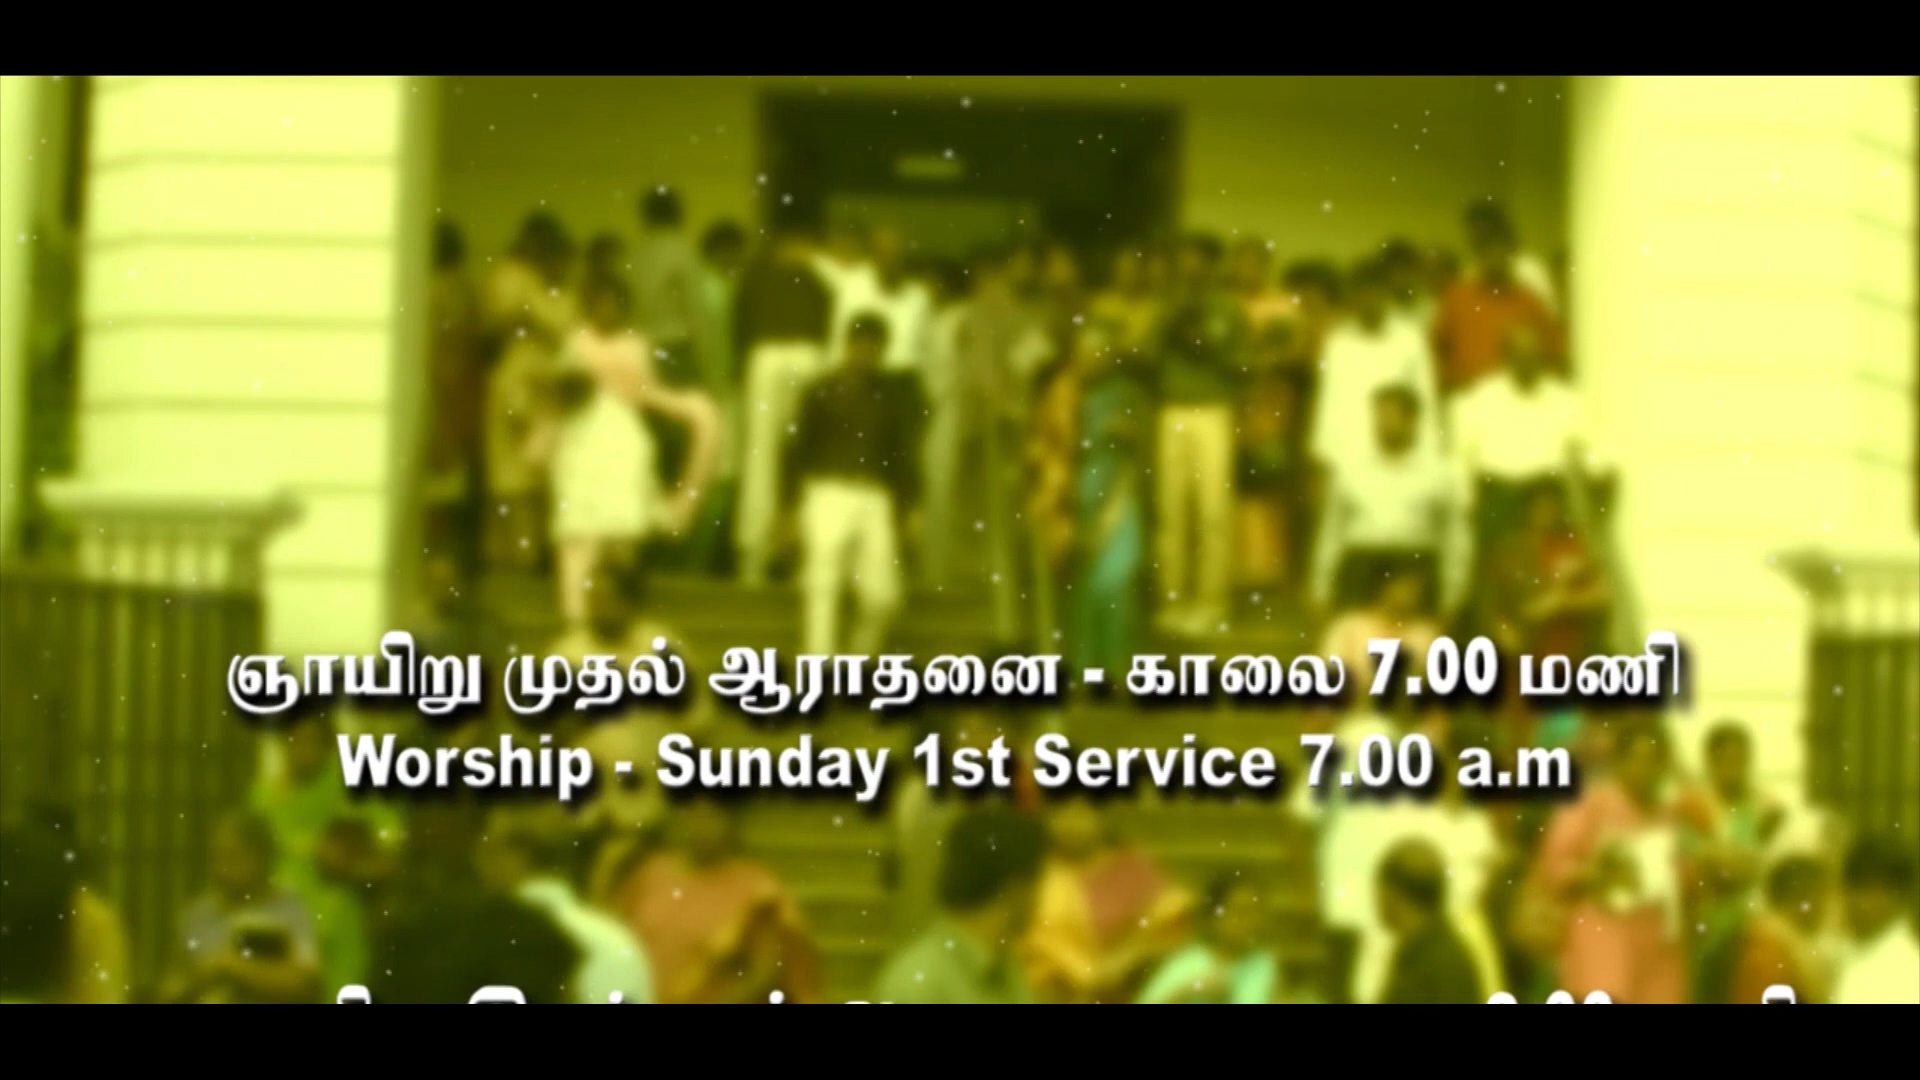 ஞாயிறு முதல் ஆராதனை - காலை 7.00 மணி
Worship - Sunday 1st Service 7.00 a.m